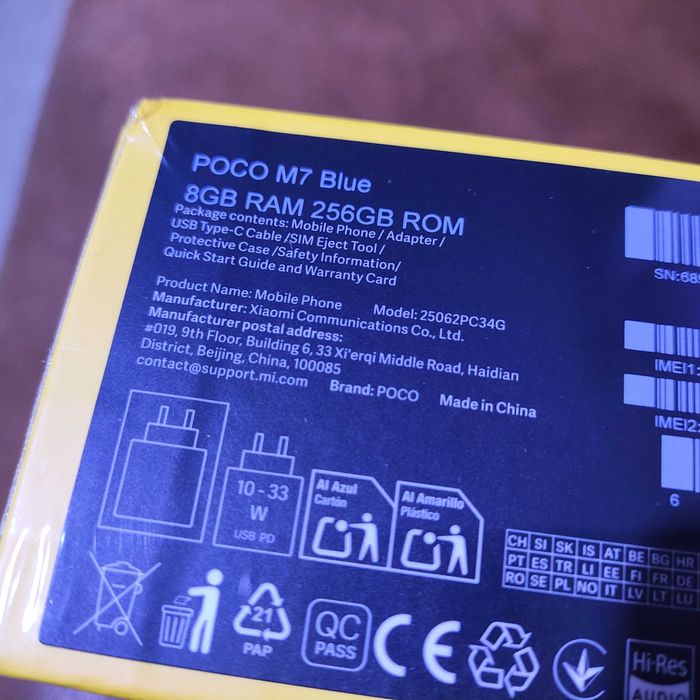 POCO M7 Blue
8GB RAM 256GB ROM
Package contents: Mobile Phone / Adapter /
USB Type-C Cable /SIM Eject Tool /
Protective Case /Safety Information/
Quick Start Guide and Warranty Card
Product Name: Mobile Phone Model: 25062PC34G
Manufacturer: Xiaomi Communications Co., Ltd.
Manufacturer postal address:
#019, 9th Floor, Building 6, 33 Xi'erqi Middle Road, Haidian
District, Beijing, China, 100085
contact@support.mi.com Brand: POCO Made in China
SN:68
IMEI1:
IMEI2:
6
10 - 33
W
USB PD
Al Azul
Cartón
Al Amarillo
Plástico
CH SI SK IS AT BE BG HR
PT ES TR LI EE FI FR DE
RO SE PL NO IT LV LT LU
21
PAP
QC
PASS
CE
Hi-Res
AUDIO